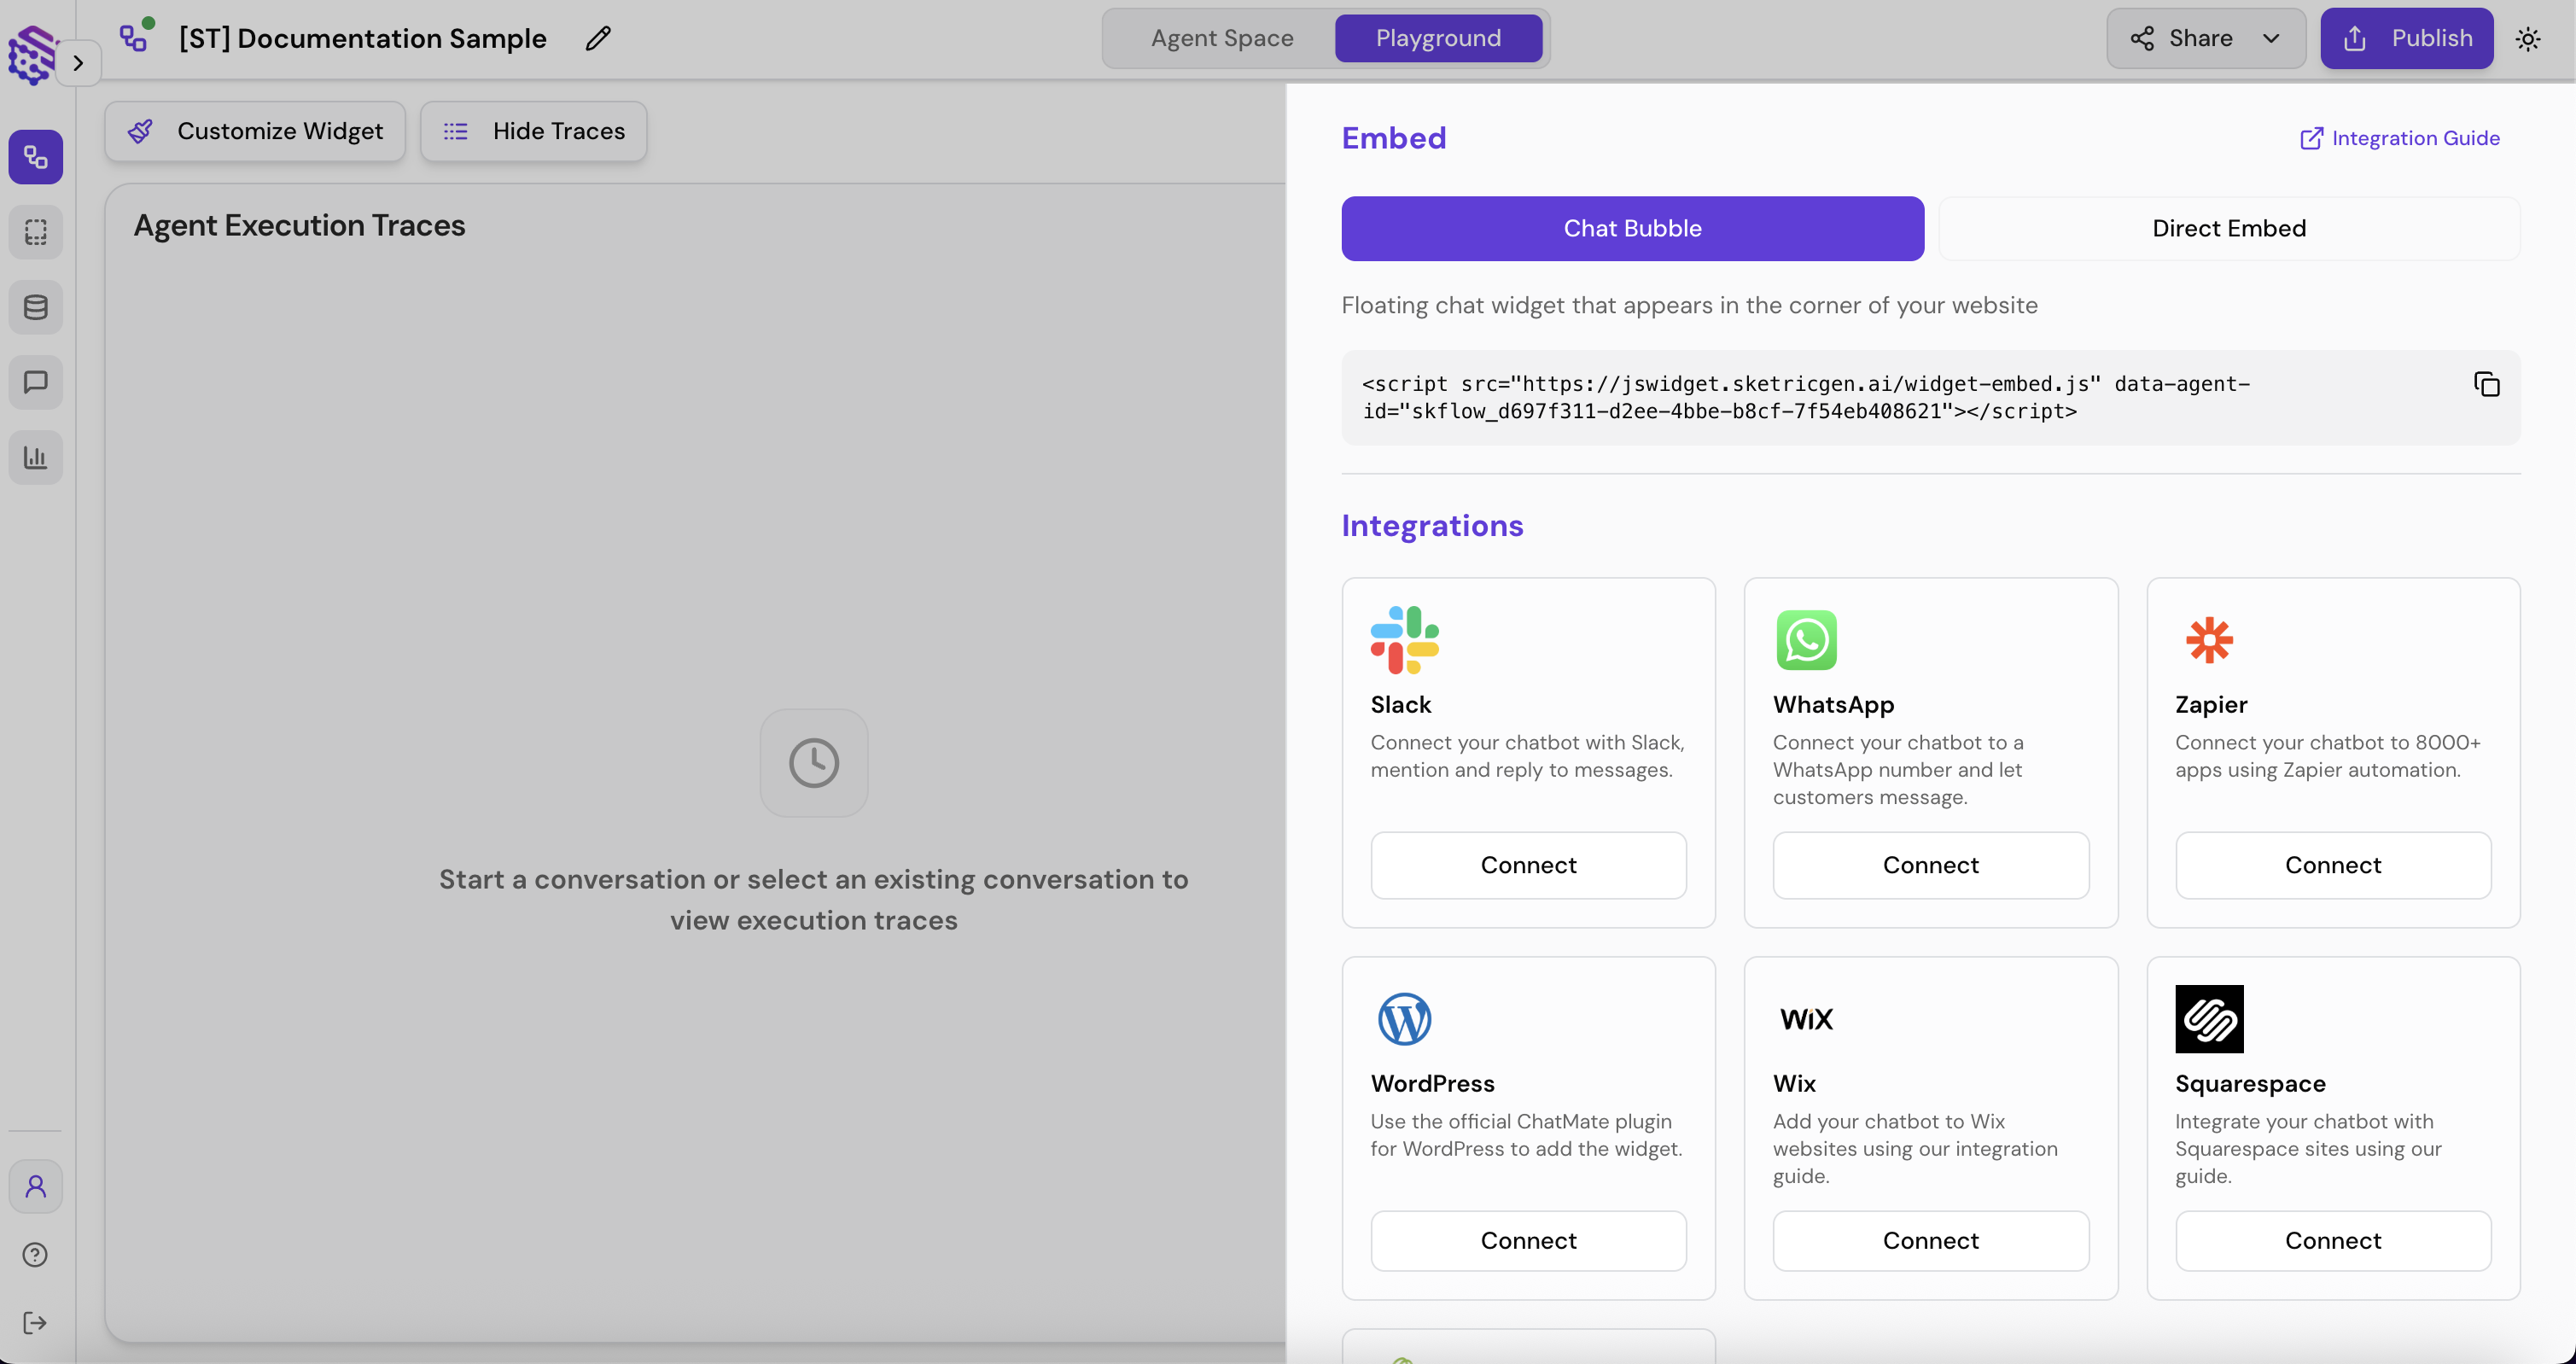 [ST] Documentation Sample
Agent Space
Playground
Share
Publish
Customize Widget
Hide Traces
Agent Execution Traces
Start a conversation or select an existing conversation to
view execution traces
Embed
Integration Guide
Chat Bubble
Direct Embed
Floating chat widget that appears in the corner of your website
<script src="https://jswidget.sketricgen.ai/widget-embed.js" data-agent-
id="skflow_d697f311-d2ee-4bbe-b8cf-7f54eb408621"></script>
Integrations
Slack
Connect your chatbot with Slack,
mention and reply to messages.
Connect
WhatsApp
Connect your chatbot to a
WhatsApp number and let
customers message.
Connect
Zapier
Connect your chatbot to 8000+
apps using Zapier automation.
Connect
WordPress
Use the official ChatMate plugin
for WordPress to add the widget.
Connect
WiX
Wix
Add your chatbot to Wix
websites using our integration
guide.
Connect
Squarespace
Integrate your chatbot with
Squarespace sites using our
guide.
Connect